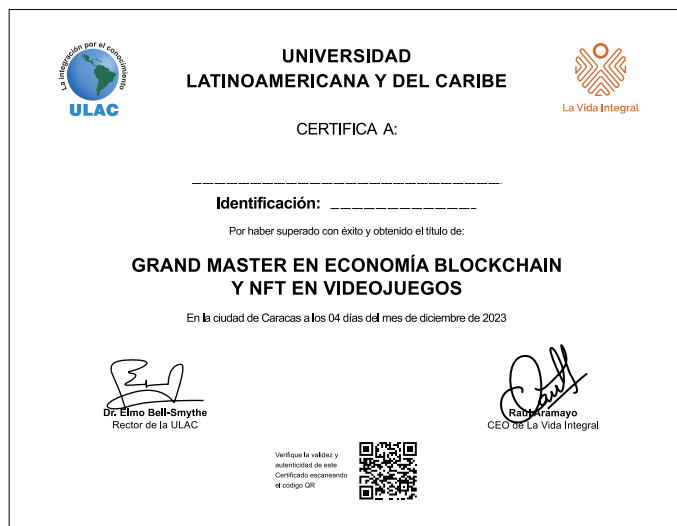 La integración por el conocimiento
ULAC
UNIVERSIDAD
LATINOAMERICANA Y DEL CARIBE
La Vida Integral
CERTIFICA A:
Identificación:
Por haber superado con éxito y obtenido el título de:
GRAND MASTER EN ECONOMÍA BLOCKCHAIN
Y NFT EN VIDEOJUEGOS
En la ciudad de Caracas a los 04 días del mes de diciembre de 2023
Dr. Elmo Bell-Smythe
Rector de la ULAC
Raúl Aramayo
CEO de La Vida Integral
Verifique la validez y
autenticidad de este
Certificado escaneando
el código QR